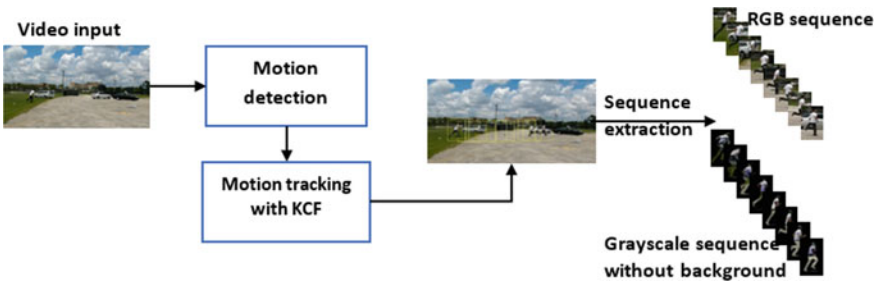 Video input
Motion
detection
Motion tracking
with KCF
Sequence
extraction
RGB sequence
Grayscale sequence
without background